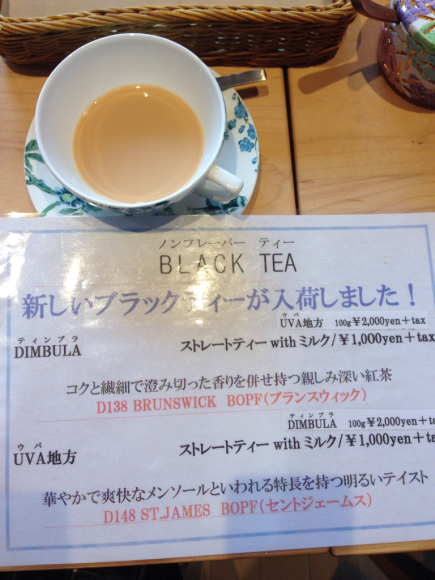 ノンフレーバー ティー
BLACK TEA
新しいブラックティーが入荷しました！
ウバ
UVA地方 100g￥2,000yen＋tax
ティンブラ
DIMBULA ストレートティー with ミルク/￥1,000yen＋ta
コクと繊細で澄み切った香りを併せ持つ親しみ深い紅茶
D138 BRUNSWICK BOPF（ブランスウィック）
ティンブラ
DIMBULA 100g￥2,000yen＋ta
ウバ
UVA地方 ストレートティー with ミルク/￥1,000yen＋ta
華やかで爽快なメンソールといわれる特長を持つ明るいテイスト
D148 ST.JAMES BOPF（セントジェームス）